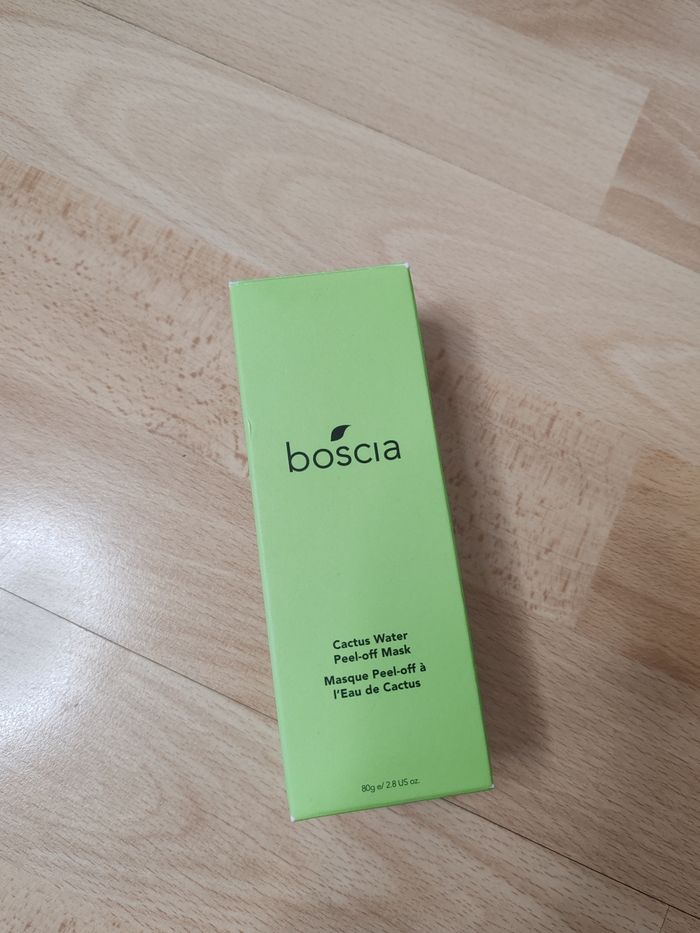 boscia
Cactus Water
Peel-off Mask
Masque Peel-off à
l'Eau de Cactus
80g e/ 2.8 US oz.